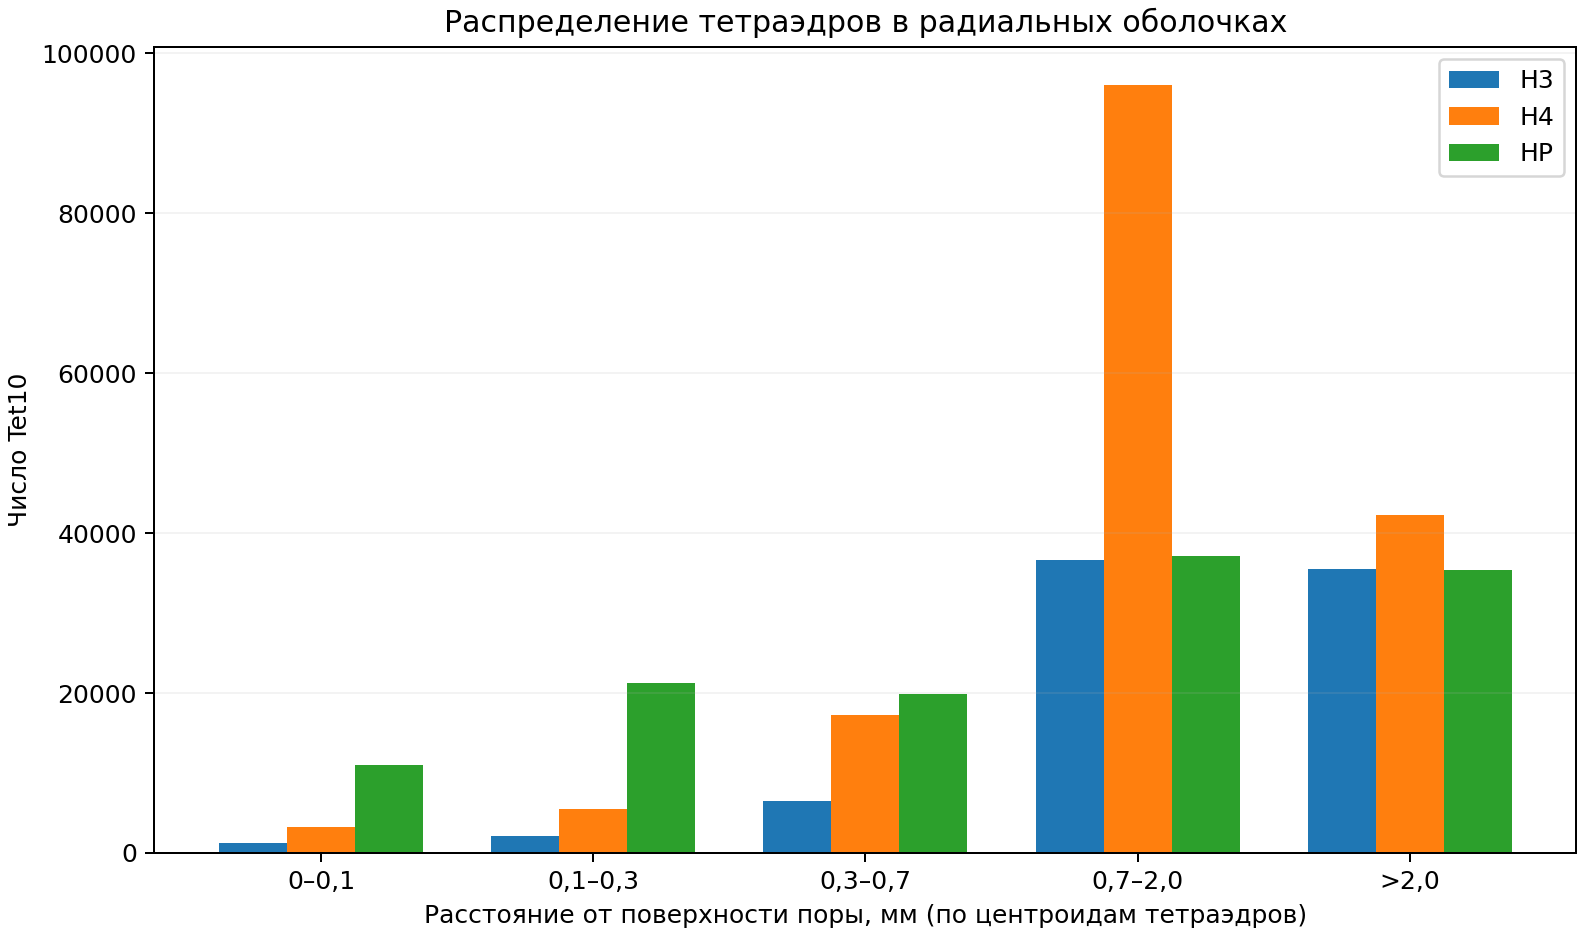 Распределение тетраэдров в радиальных оболочках
100000
80000
60000
40000
20000
0
Число Tet10
H3
H4
HP
0–0,1
0,1–0,3
0,3–0,7
0,7–2,0
>2,0
Расстояние от поверхности поры, мм (по центроидам тетраэдров)